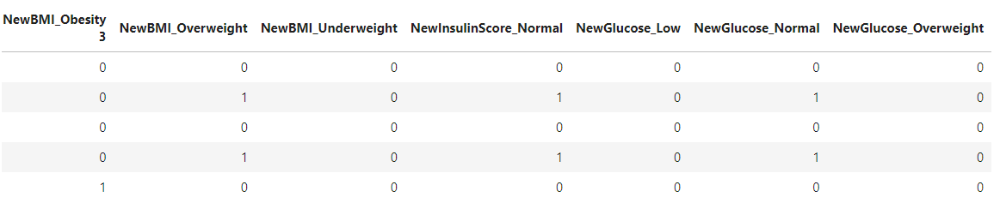 NewBMI_Obesity 3 NewBMI_Overweight NewBMI_Underweight NewInsulinScore_Normal NewGlucose_Low NewGlucose_Normal NewGlucose_Overweight
0 0 0 0 0 0 0
0 1 0 1 0 1 0
0 0 0 0 0 0 0
0 1 0 1 0 1 0
1 0 0 0 0 0 0